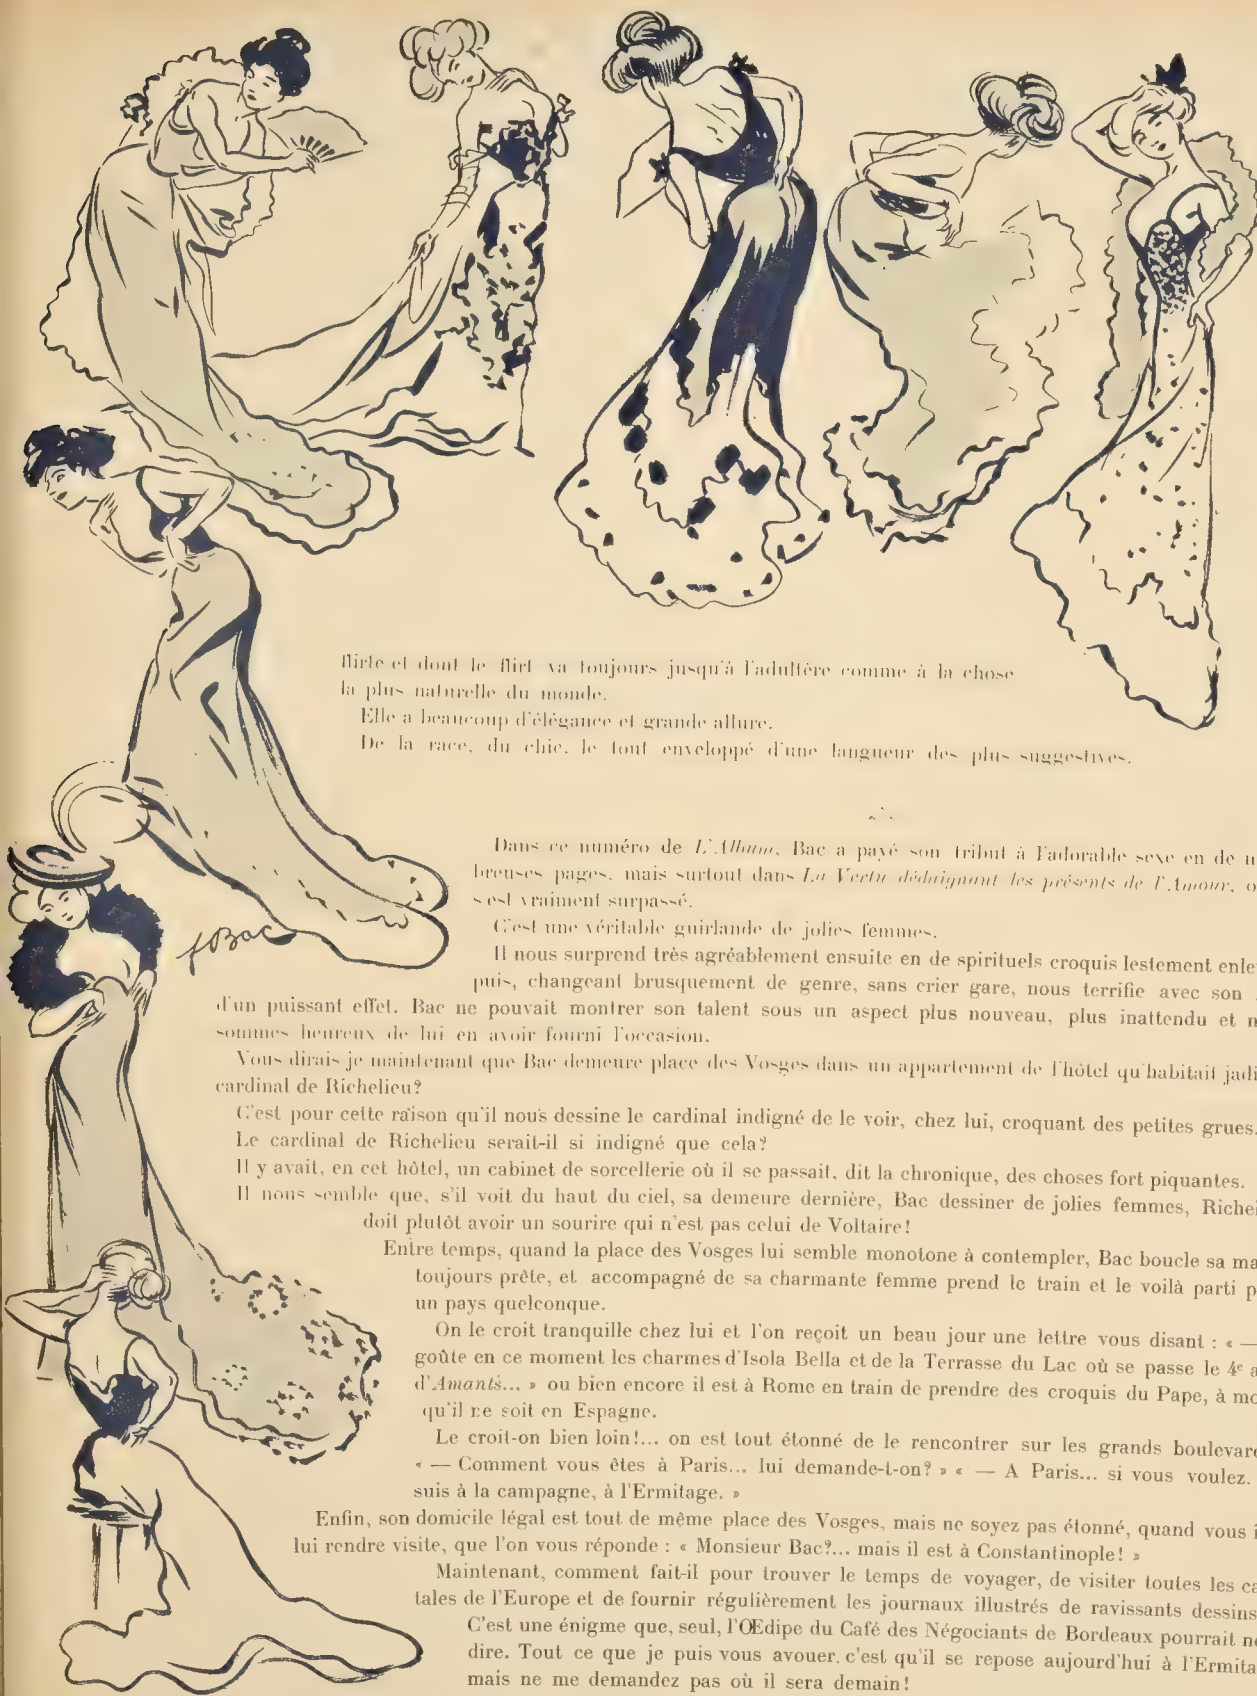 flirte et dont le flirt va toujours jusqu'à l'adultère comme à la chose
la plus naturelle du monde.
Elle a beaucoup d'élégance et grande allure.
De la race, du chic, le tout enveloppé d'une langueur des plus suggestives.
Dans ce numéro de L'Album, Bac a payé son tribut à l'adorable sexe en de
breuses pages, mais surtout dans La Vertu dédaignant les présents de l'Amour,
s'est vraiment surpassé.
C'est une véritable guirlande de jolies femmes.
Il nous surprend très agréablement ensuite en de spirituels croquis lestement enle
fBac
puis, changeant brusquement de genre, sans crier gare, nous terrifie avec son
d'un puissant effet. Bac ne pouvait montrer son talent sous un aspect plus nouveau, plus inattendu et n
sommes heureux de lui en avoir fourni l'occasion.
Vous dirais je maintenant que Bac demeure place des Vosges dans un appartement de l'hôtel qu'habitait jadi
cardinal de Richelieu?
C'est pour cette raison qu'il nous dessine le cardinal indigné de le voir, chez lui, croquant des petites grues.
Le cardinal de Richelieu serait-il si indigné que cela?
Il y avait, en cet hôtel, un cabinet de sorcellerie où il se passait, dit la chronique, des choses fort piquantes.
Il nous semble que, s'il voit du haut du ciel, sa demeure dernière, Bac dessiner de jolies femmes, Riche
doit plutôt avoir un sourire qui n'est pas celui de Voltaire!
Entre temps, quand la place des Vosges lui semble monotone à contempler, Bac boucle sa ma
toujours prête, et accompagné de sa charmante femme prend le train et le voilà parti p
un pays quelconque.
On le croit tranquille chez lui et l'on reçoit un beau jour une lettre vous disant : « —
goûte en ce moment les charmes d'Isola Bella et de la Terrasse du Lac où se passe le 4e a
d'Amants... » ou bien encore il est à Rome en train de prendre des croquis du Pape, à mo
qu'il ne soit en Espagne.
Le croit-on bien loin!... on est tout étonné de le rencontrer sur les grands boulevar
« — Comment vous êtes à Paris... lui demande-t-on? » « — A Paris... si vous voulez.
suis à la campagne, à l'Ermitage. »
Enfin, son domicile légal est tout de même place des Vosges, mais ne soyez pas étonné, quand vous i
lui rendre visite, que l'on vous réponde : « Monsieur Bac?... mais il est à Constantinople! »
Maintenant, comment fait-il pour trouver le temps de voyager, de visiter toutes les ca
tales de l'Europe et de fournir régulièrement les journaux illustrés de ravissants dessins
C'est une énigme que, seul, l'Œdipe du Café des Négociants de Bordeaux pourrait n
dire. Tout ce que je puis vous avouer, c'est qu'il se repose aujourd'hui à l'Ermita
mais ne me demandez pas où il sera demain!